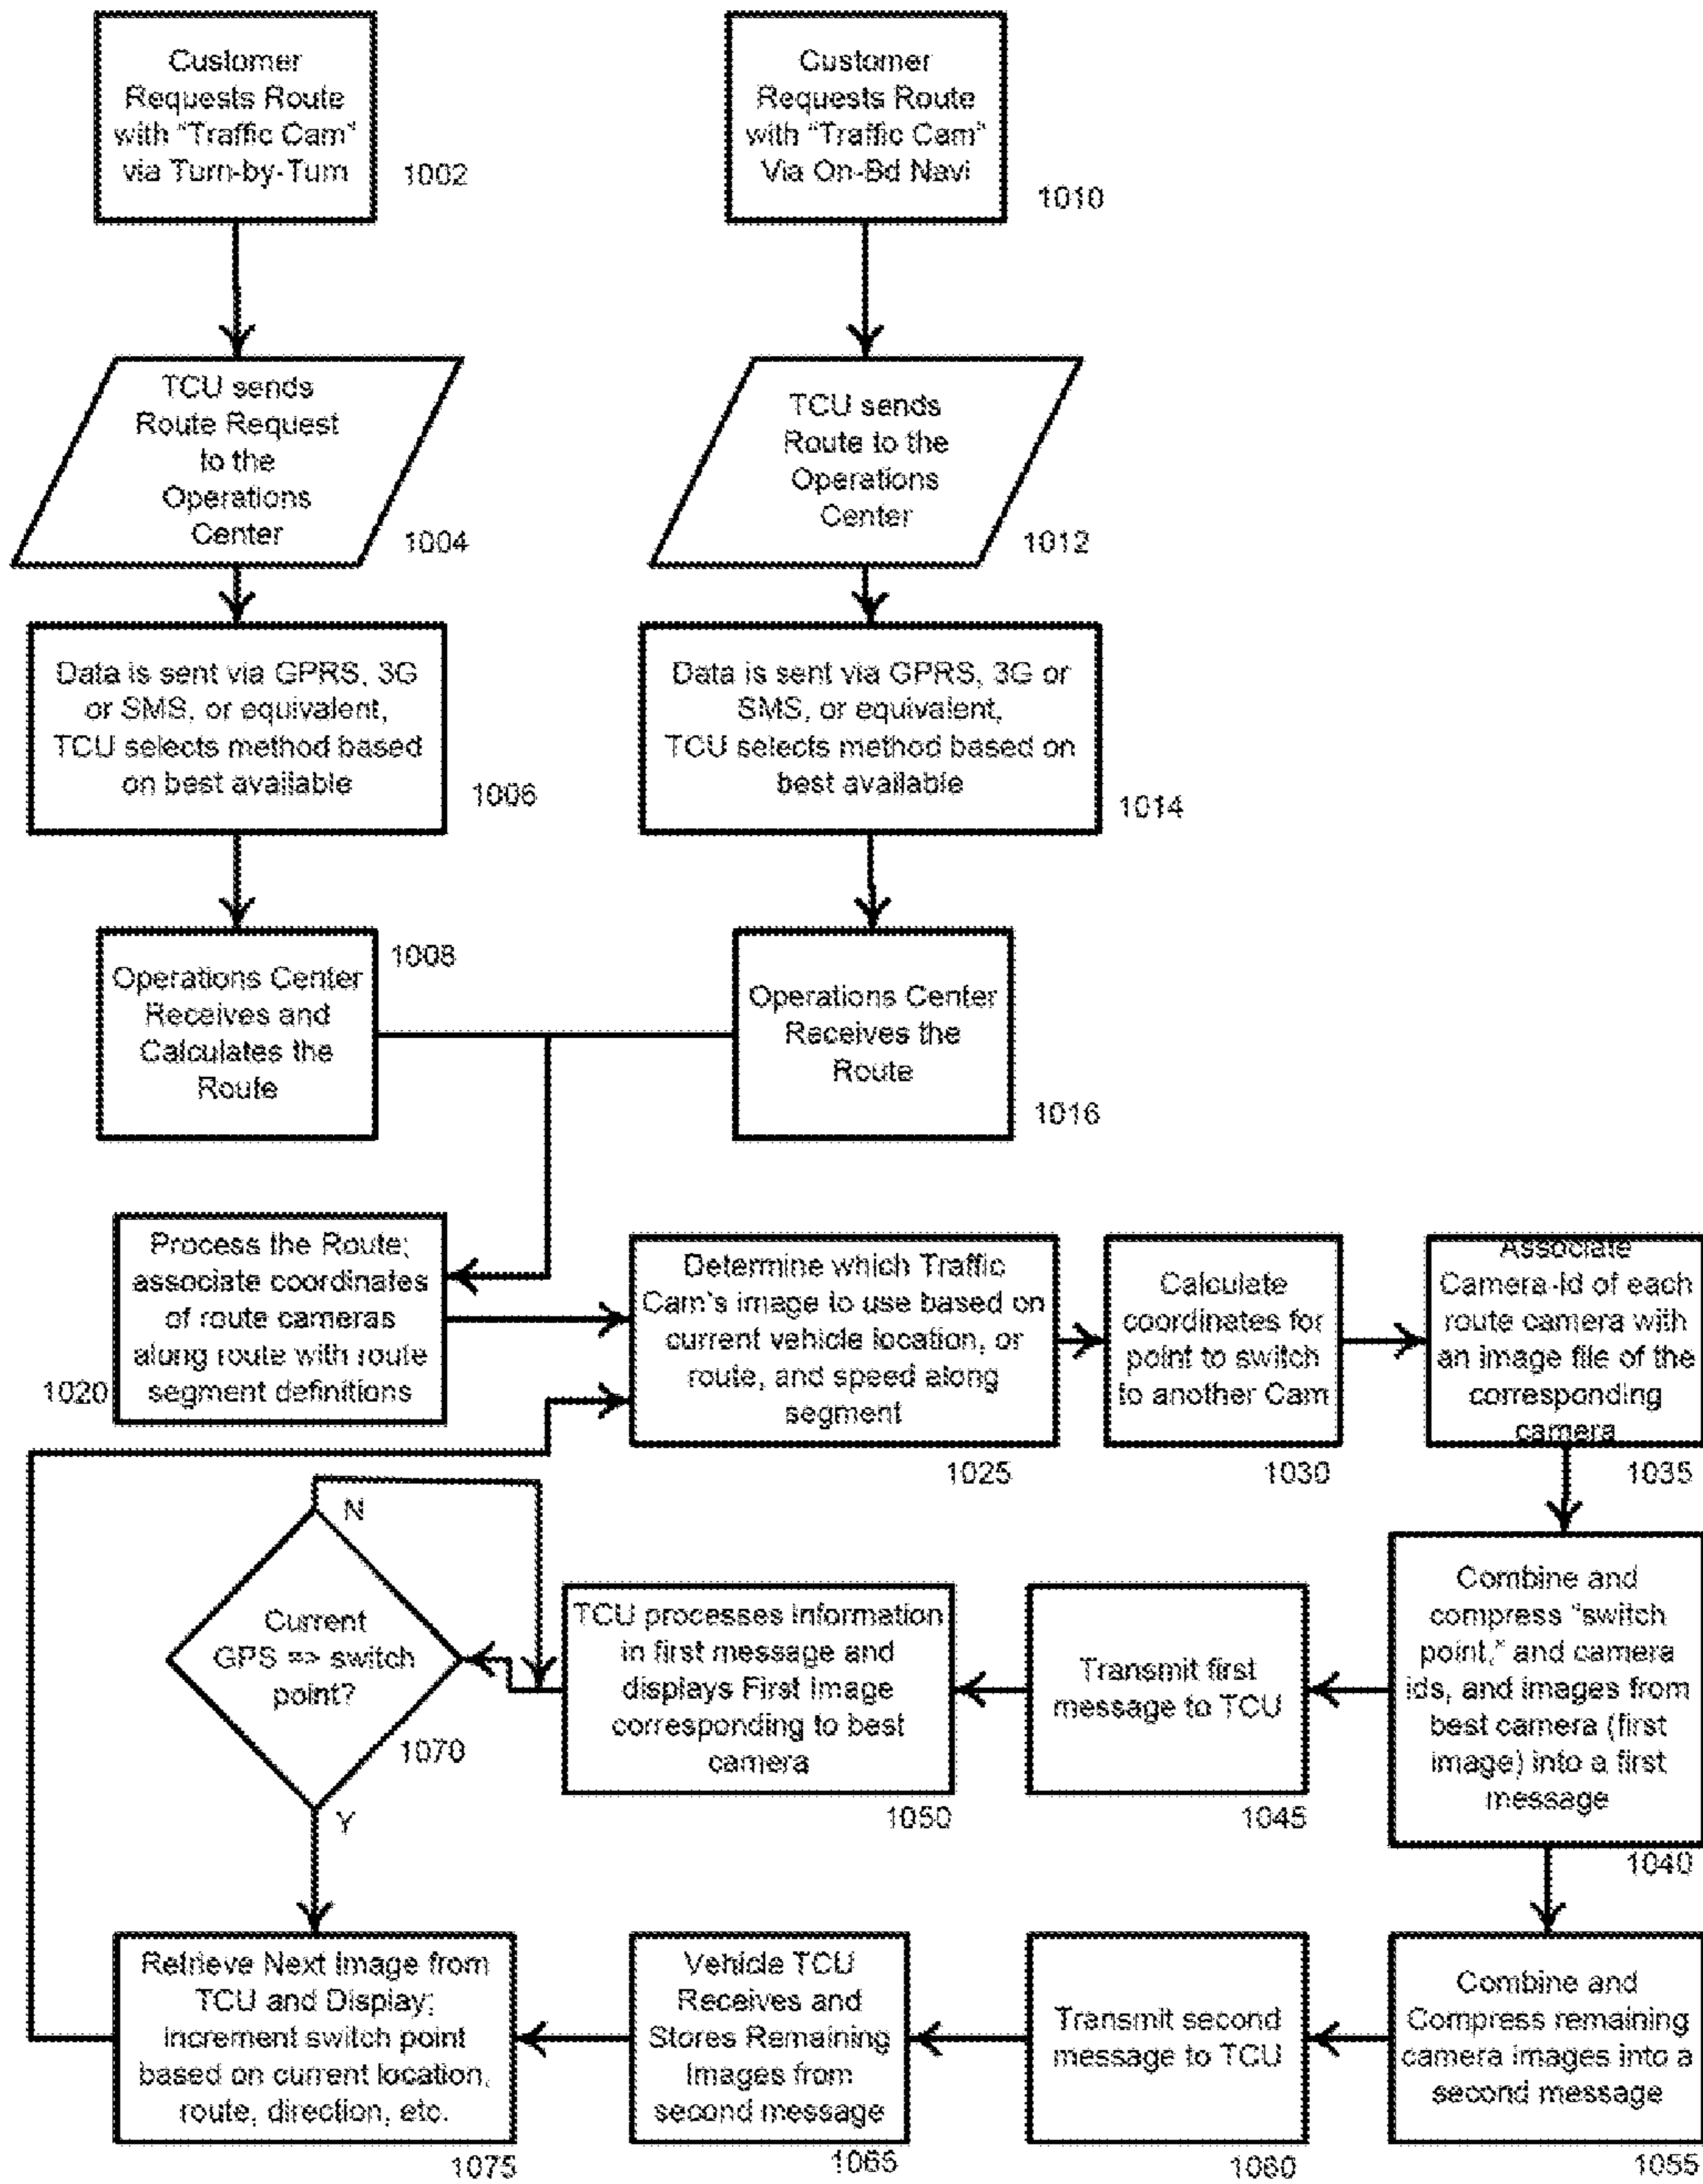 Customer
Requests Route
with "Traffic Cam"
via Turn-by-Turn
1002
Customer
Requests Route
with "Traffic Cam"
Via On-Bd Navi
1010
TCU sends
Route Request
to the
Operations
Center
1004
TCU sends
Route to the
Operations
Center
1012
Data is sent via GPRS, 3G
or SMS, or equivalent,
TCU selects method based
on best available
1006
Data is sent via GPRS, 3G or
SMS, or equivalent,
TCU selects method based on
best available
1014
Operations Center
Receives and
Calculates the
Route
1008
Operations Center
Receives the
Route
1016
Process the Route;
associate coordinates
of route cameras
along route with route
segment definitions
1020
Determine which Traffic
Cam's image to use based on
current vehicle location, or
route, and speed along
segment
1025
Calculate
coordinates for
point to switch
to another Cam
1030
Associate
Camera-Id of each
route camera with
an image file of the
corresponding
camera
1035
Combine and
compress "switch
point," and camera
ids, and images from
best camera (first
image) into a first
message
1040
Transmit first
message to TCU
1045
TCU processes information
in first message and
displays First Image
corresponding to best
camera
1050
N
Current
GPS => switch
point?
1070
Y
Retrieve Next Image from
TCU and Display;
increment switch point
based on current location,
route, direction, etc.
1075
Vehicle TCU
Receives and
Stores Remaining
Images from
second message
1065
Transmit second
message to TCU
1060
Combine and
Compress remaining
camera images into a
second message
1055